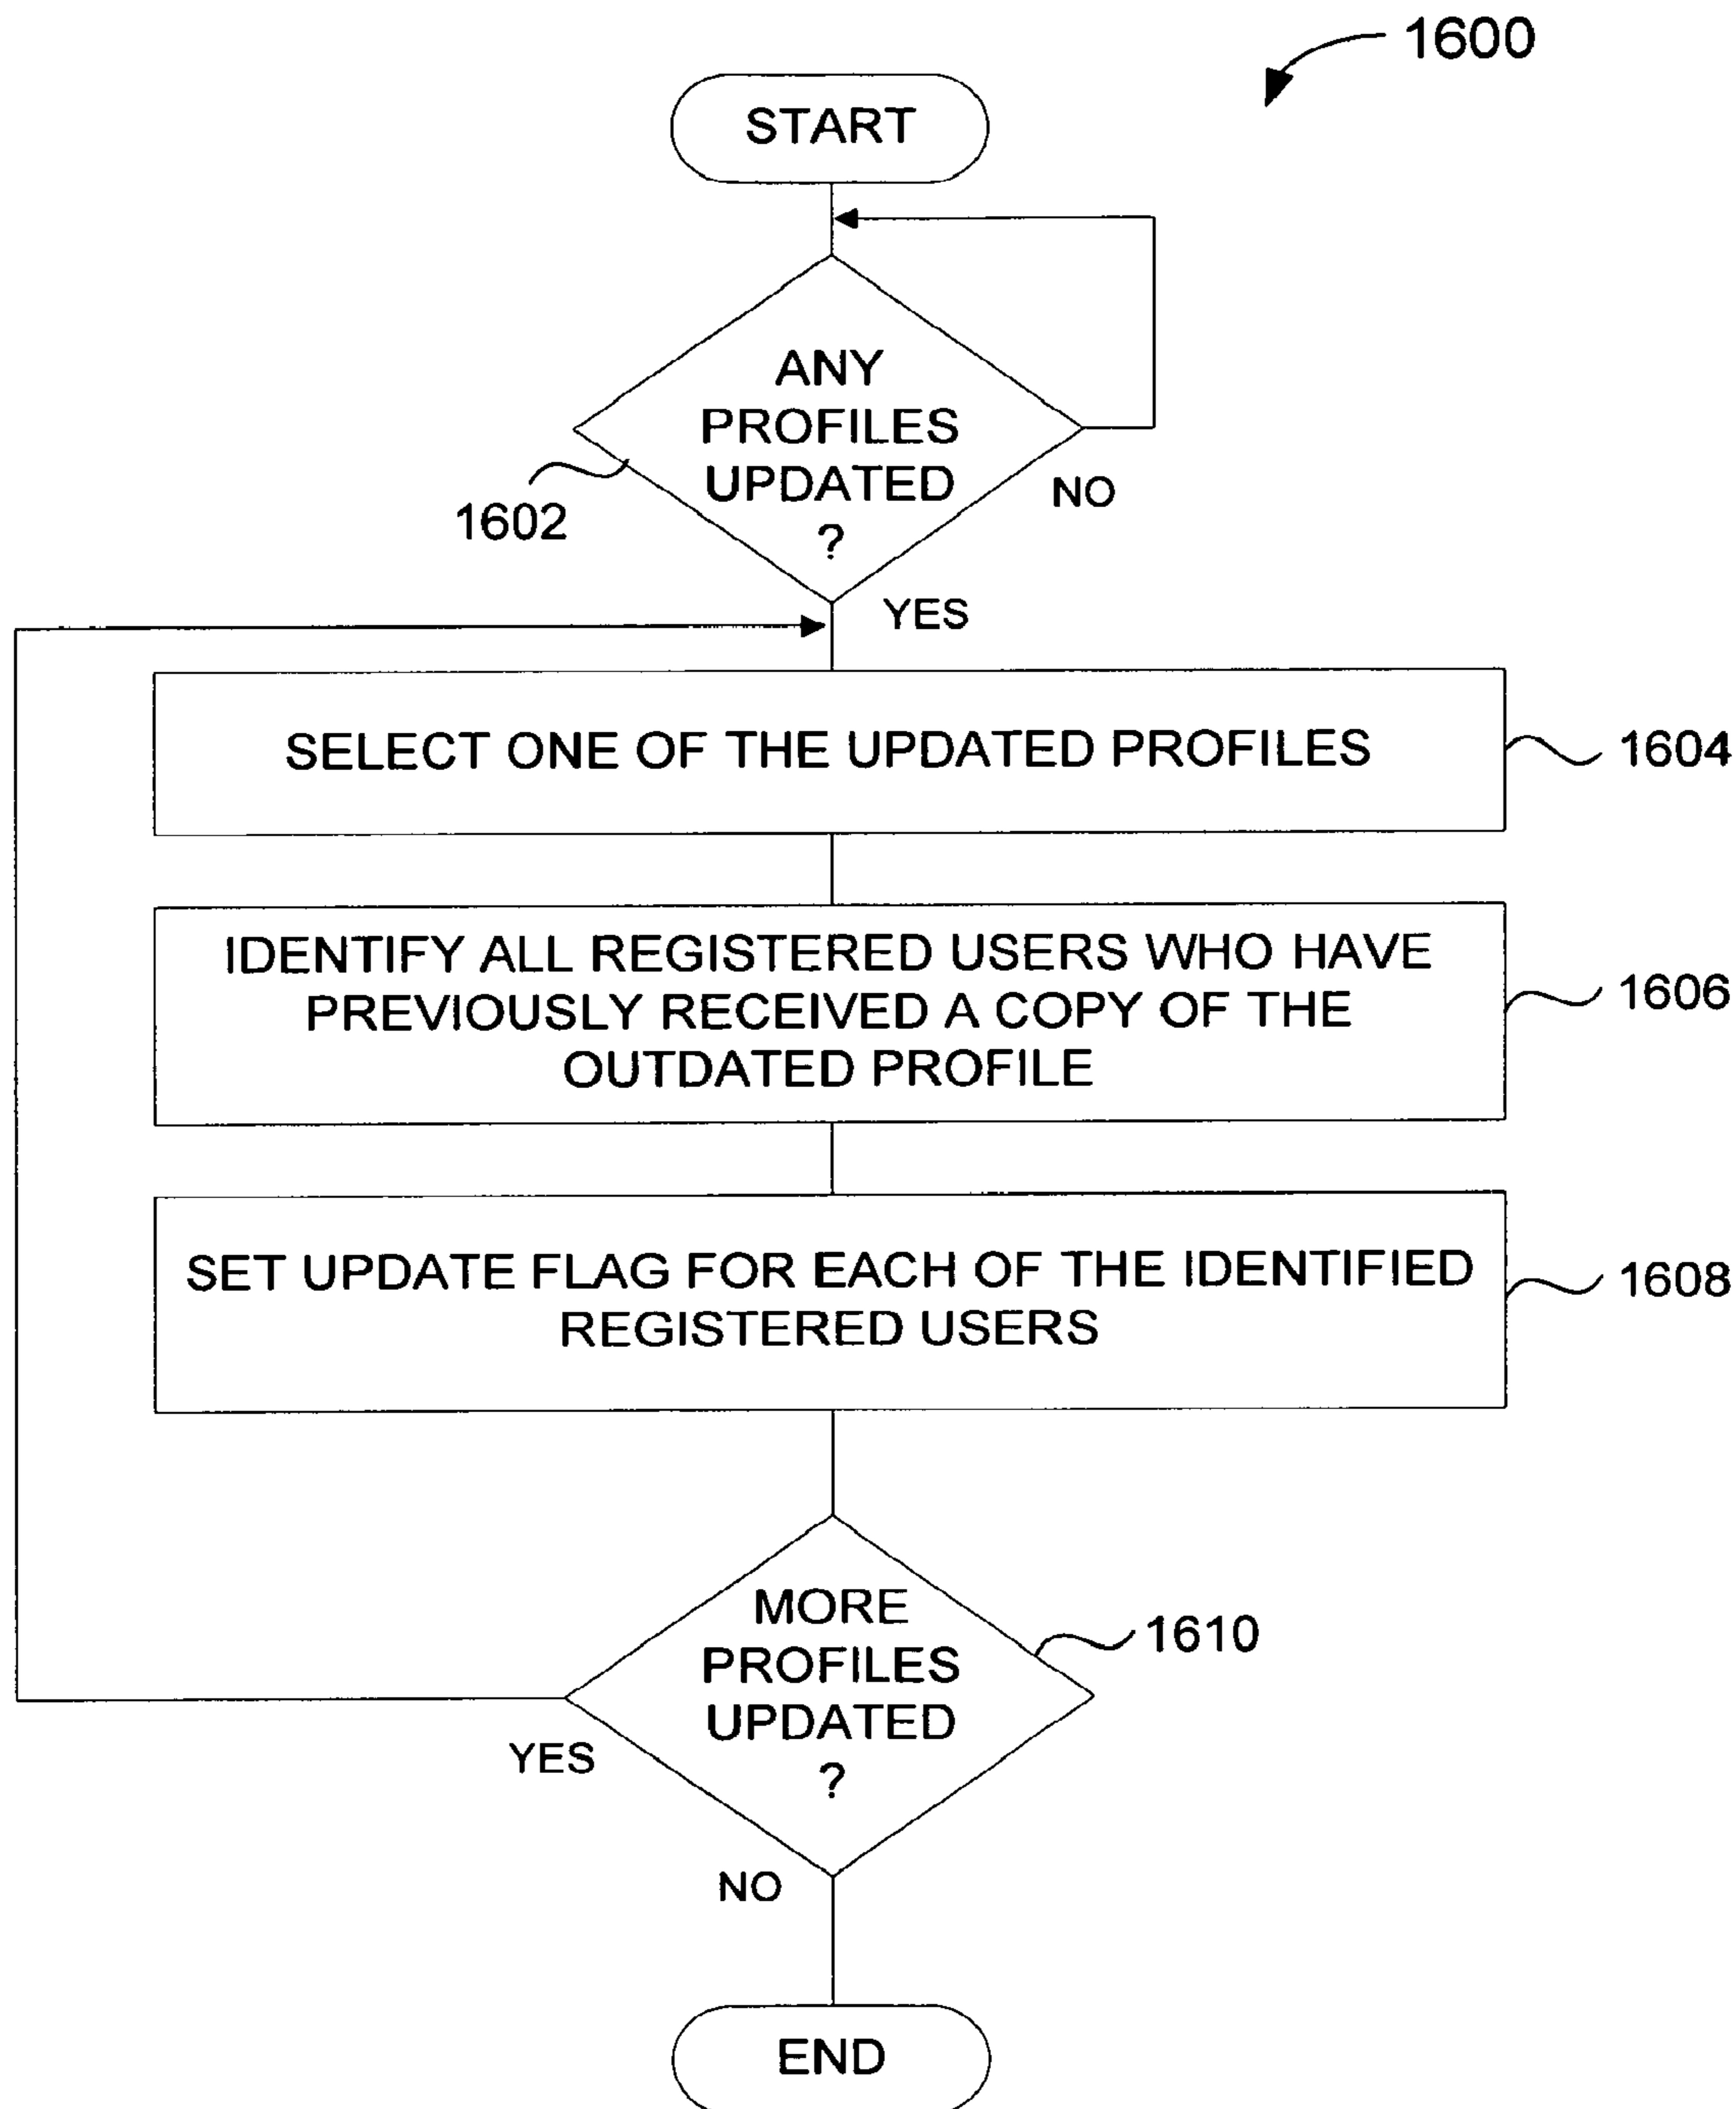 1600
START
ANY
PROFILES
UPDATED
?
NO
1602
YES
SELECT ONE OF THE UPDATED PROFILES
1604
IDENTIFY ALL REGISTERED USERS WHO HAVE
PREVIOUSLY RECEIVED A COPY OF THE
OUTDATED PROFILE
1606
SET UPDATE FLAG FOR EACH OF THE IDENTIFIED
REGISTERED USERS
1608
MORE
PROFILES
UPDATED
?
1610
YES
NO
END